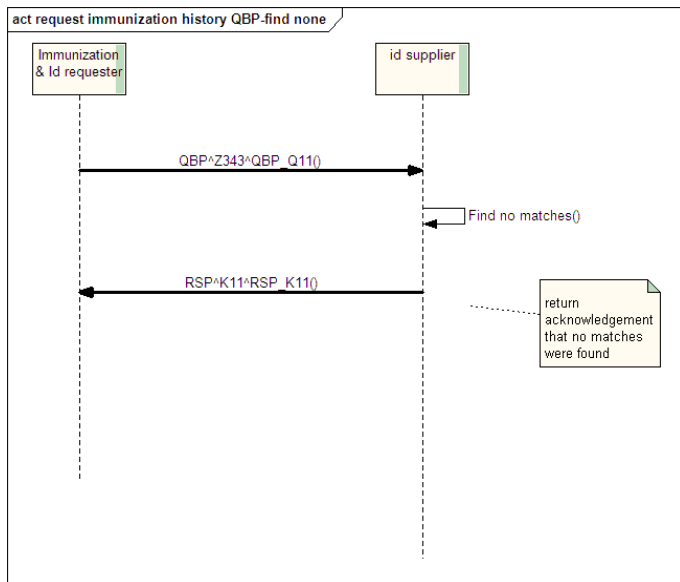 act request immunization history QBP-find none
Immunization
& Id requester
id supplier
QBP^Z343^QBP_Q11()
Find no matches()
RSP^K11^RSP_K11()
return
acknowledgement
that no matches
were found